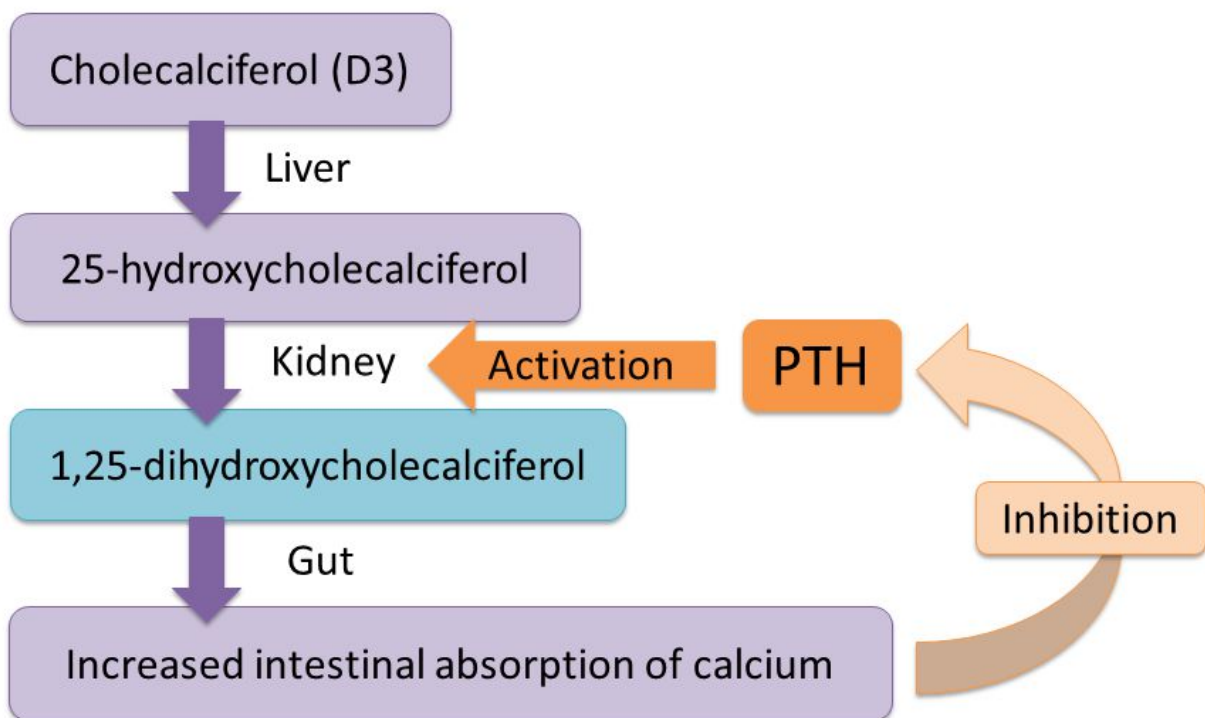 Cholecalciferol (D3)
Liver
25-hydroxycholecalciferol
Kidney
Activation
PTH
1,25-dihydroxycholecalciferol
Inhibition
Gut
Increased intestinal absorption of calcium